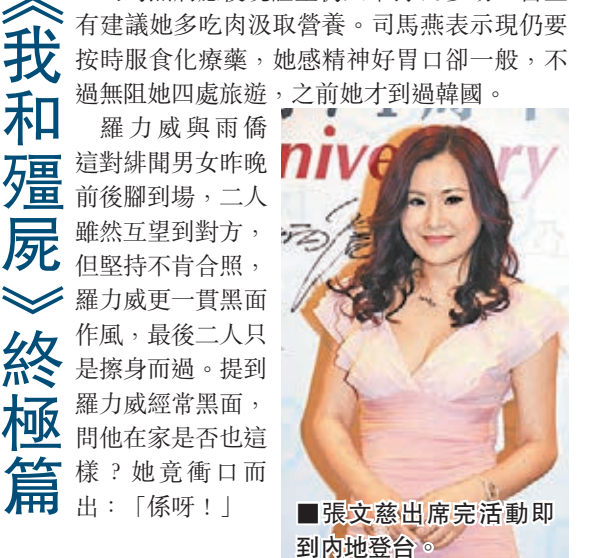 《我和殭屍》終極篇
有建議她多吃肉汲取營養。司馬燕表示現仍要
按時服食化療藥，她感精神好胃口卻一般，不
過無阻她四處旅遊，之前她才到過韓國。
羅力威與雨僑
這對緋聞男女昨晚
前後腳到場，二人
雖然互望到對方，
但堅持不肯合照，
羅力威更一貫黑面
作風，最後二人只
是擦身而過。提到
羅力威經常黑面，
問他在家是否也這
樣？她竟衝口而
出：「係呀！」
nive ry
■張文慈出席完活動即
到內地登台。